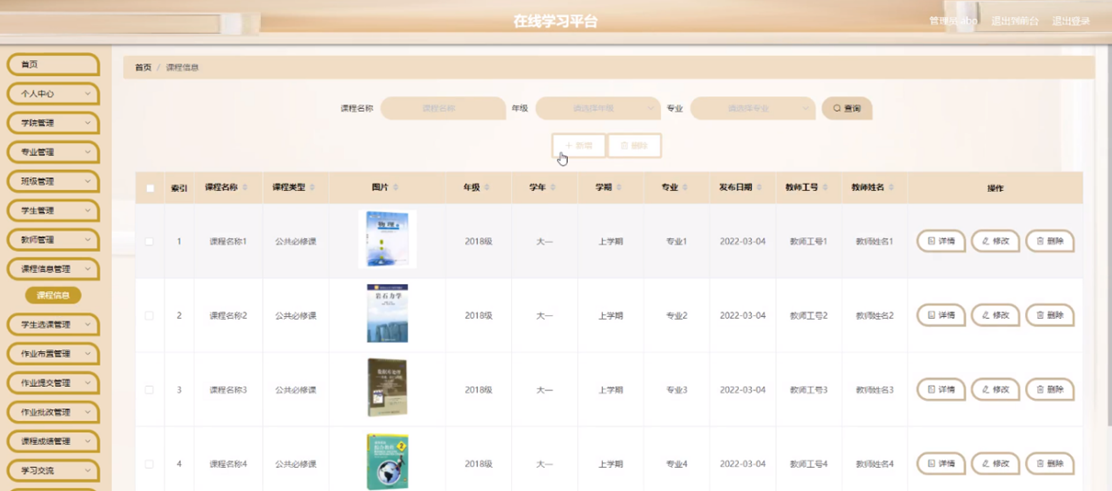 在线学习平台
管理员 abo 退出到前台 退出登录
首页
个人中心
学院管理
专业管理
班级管理
学生管理
教师管理
课程信息管理
课程信息
学生选课管理
作业布置管理
作业提交管理
作业批改管理
课程成绩管理
学习交流
首页 / 课程信息
课程名称 课程名称 年级 请选择年级 专业 请选择专业 查询
+ 新增 删除
索引 课程名称 课程类型 图片 年级 学年 学期 专业 发布日期 教师工号 教师姓名 操作
1 课程名称1 公共必修课 物理 2018级 大一 上学期 专业1 2022-03-04 教师工号1 教师姓名1 详情 修改 删除
2 课程名称2 公共必修课 岩石力学 2018级 大一 上学期 专业2 2022-03-04 教师工号2 教师姓名2 详情 修改 删除
3 课程名称3 公共必修课 2018级 大一 上学期 专业3 2022-03-04 教师工号3 教师姓名3 详情 修改 删除
4 课程名称4 公共必修课 2018级 大一 上学期 专业4 2022-03-04 教师工号4 教师姓名4 详情 修改 删除